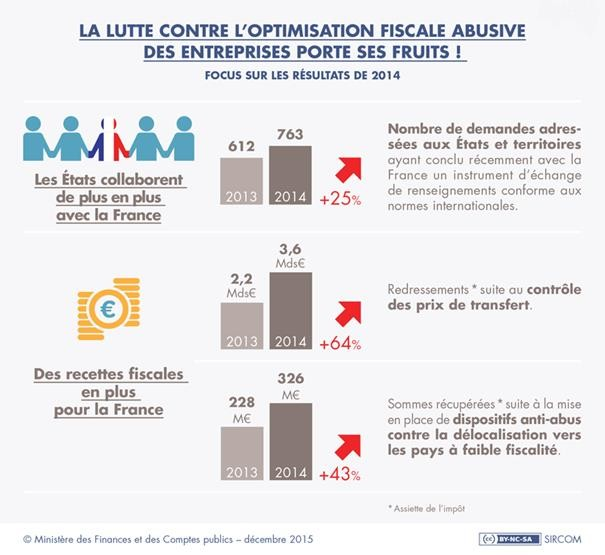 LA LUTTE CONTRE L'OPTIMISATION FISCALE ABUSIVE
DES ENTREPRISES PORTE SES FRUITS !
FOCUS SUR LES RÉSULTATS DE 2014
Les États collaborent
de plus en plus
avec la France
612
763
2013
2014
+25%
Nombre de demandes adres-
sées aux États et territoires
ayant conclu récemment avec la
France un instrument d'échange
de renseignements conforme aux
normes internationales.
Des recettes fiscales
en plus
pour la France
2,2
Mds€
3,6
Mds€
2013
2014
+64%
Redressements * suite au contrôle
des prix de transfert.
228
M€
326
M€
2013
2014
+43%
Sommes récupérées * suite à la mise
en place de dispositifs anti-abus
contre la délocalisation vers
les pays à faible fiscalité.
* Assiette de l'impôt
© Ministère des Finances et des Comptes publics – décembre 2015
(cc) BY-NC-SA SIRCOM